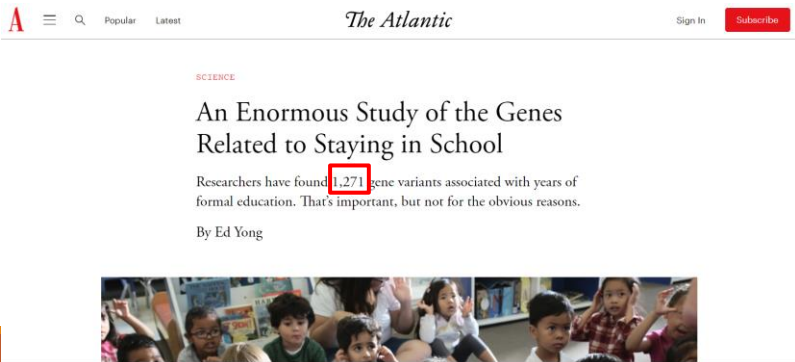 A Popular Latest The Atlantic Sign In Subscribe
SCIENCE
An Enormous Study of the Genes
Related to Staying in School
Researchers have found 1,271 gene variants associated with years of
formal education. That's important, but not for the obvious reasons.
By Ed Yong